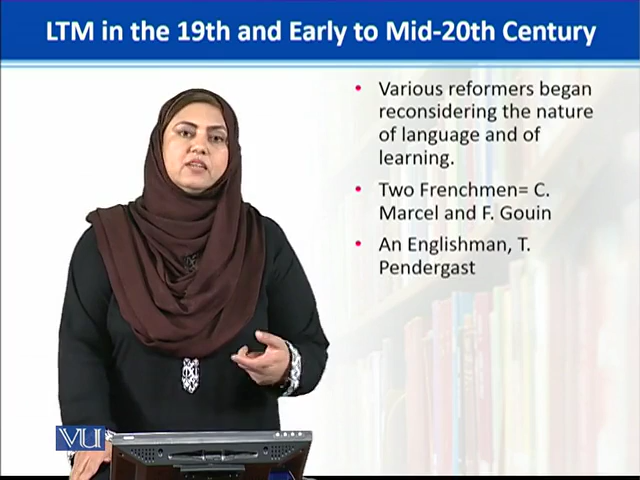 LTM in the 19th and Early to Mid-20th Century
• Various reformers began
reconsidering the nature
of language and of
learning.
• Two Frenchmen= C.
Marcel and F. Gouin
• An Englishman, T.
Pendergast
VU